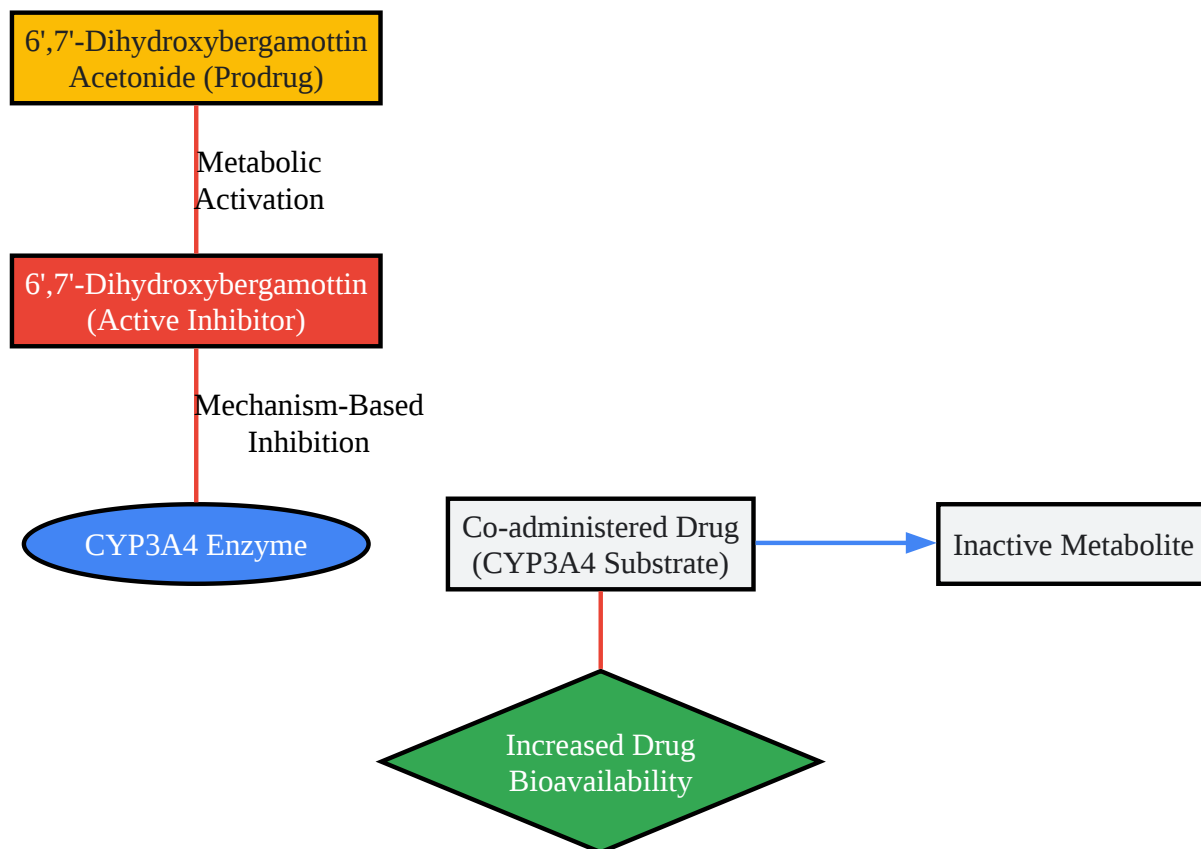 6',7'-Dihydroxybergamottin
Acetonide (Prodrug)
Metabolic
Activation
6',7'-Dihydroxybergamottin
(Active Inhibitor)
Mechanism-Based
Inhibition
CYP3A4 Enzyme
Co-administered Drug
(CYP3A4 Substrate)
Inactive Metabolite
Increased Drug
Bioavailability